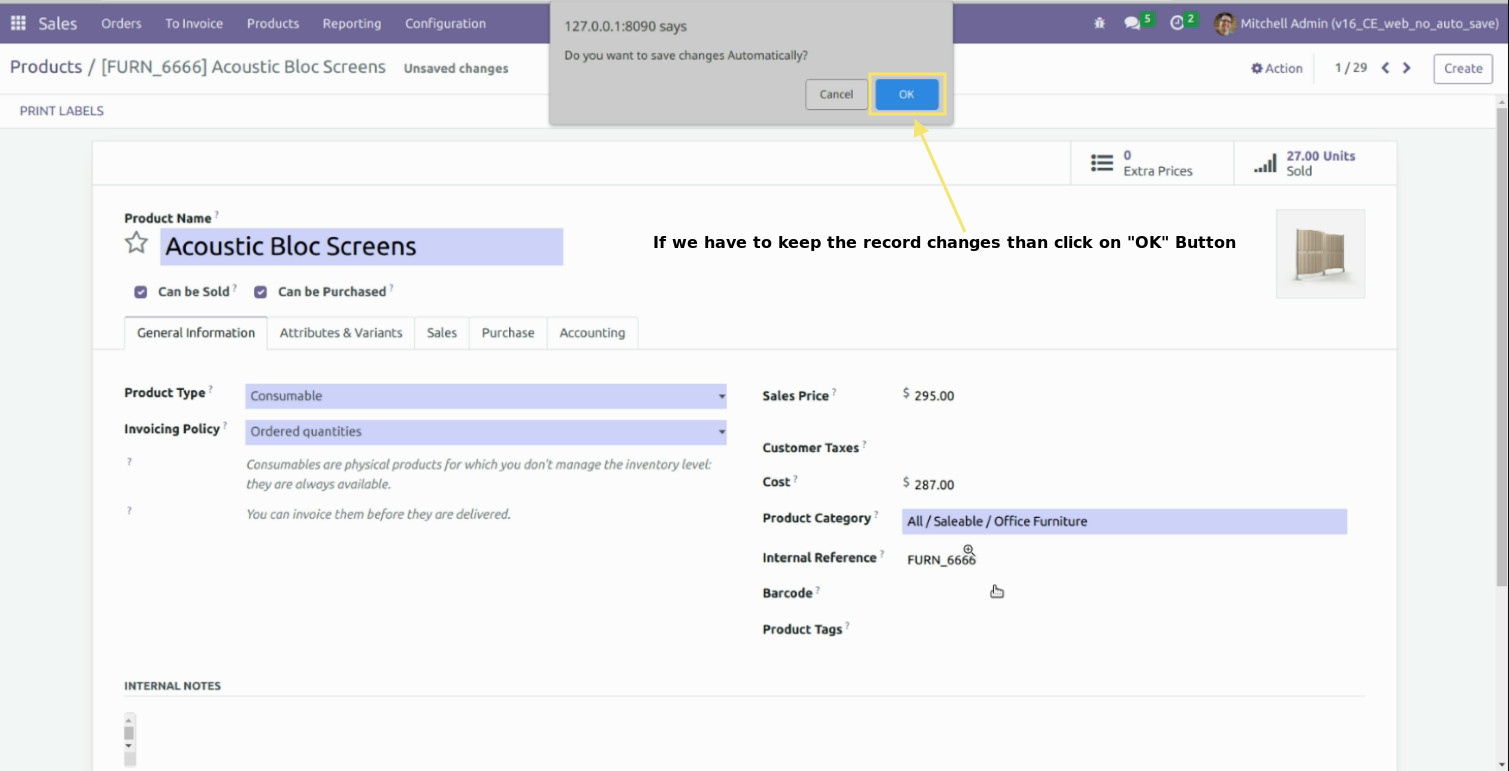 Sales Orders To Invoice Products Reporting Configuration
127.0.0.1:8090 says
Do you want to save changes Automatically?
Cancel OK
5 2 Mitchell Admin (v16_CE_web_no_auto_save)
Products / [FURN_6666] Acoustic Bloc Screens Unsaved changes
Action 1 / 29 Create
PRINT LABELS
0
Extra Prices
27.00 Units
Sold
Product Name ?
Acoustic Bloc Screens
If we have to keep the record changes than click on "OK" Button
Can be Sold ? Can be Purchased ?
General Information Attributes & Variants Sales Purchase Accounting
Product Type ? Consumable
Invoicing Policy ? Ordered quantities
? Consumables are physical products for which you don't manage the inventory level:
they are always available.
? You can invoice them before they are delivered.
Sales Price ? $ 295.00
Customer Taxes ?
Cost ? $ 287.00
Product Category ? All / Saleable / Office Furniture
Internal Reference ? FURN_6666
Barcode ?
Product Tags ?
INTERNAL NOTES